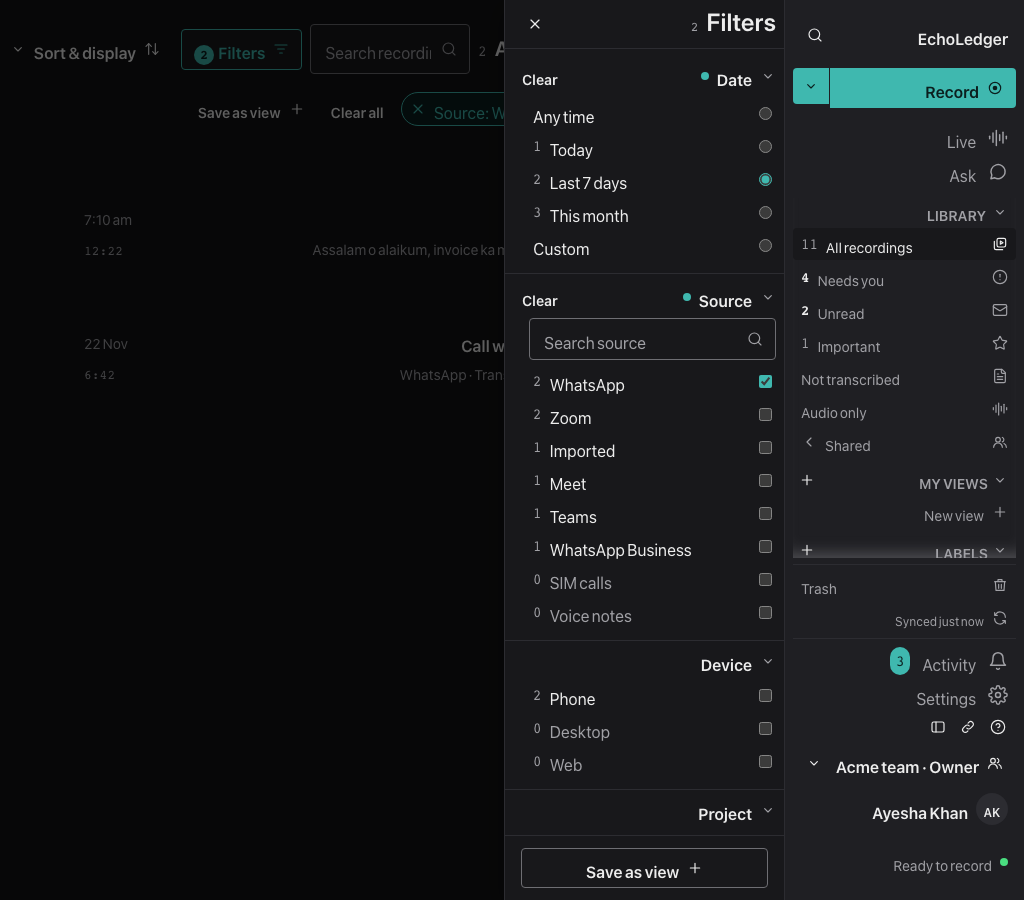 EchoLedger
Record
Live
Ask
LIBRARY
All recordings 11
Needs you 4
Unread 2
Important 1
Not transcribed
Audio only
Shared
MY VIEWS
New view
LABELS
Trash
Synced just now
Activity 3
Settings
Acme team · Owner
Ayesha Khan AK
Ready to record
Filters 2
Date Clear
Any time
Today 1
Last 7 days 2
This month 3
Custom
Source Clear
Search source
WhatsApp 2
Zoom 2
Imported 1
Meet 1
Teams 1
WhatsApp Business 1
SIM calls 0
Voice notes 0
Device
Phone 2
Desktop 0
Web 0
Project
Save as view
2
Search recordi
Filters 2
Sort & display
Source: W
Clear all
Save as view
7:10 am
Assalam o alaikum, invoice ka
12:22
Call
22 Nov
WhatsApp · Tran
6:42